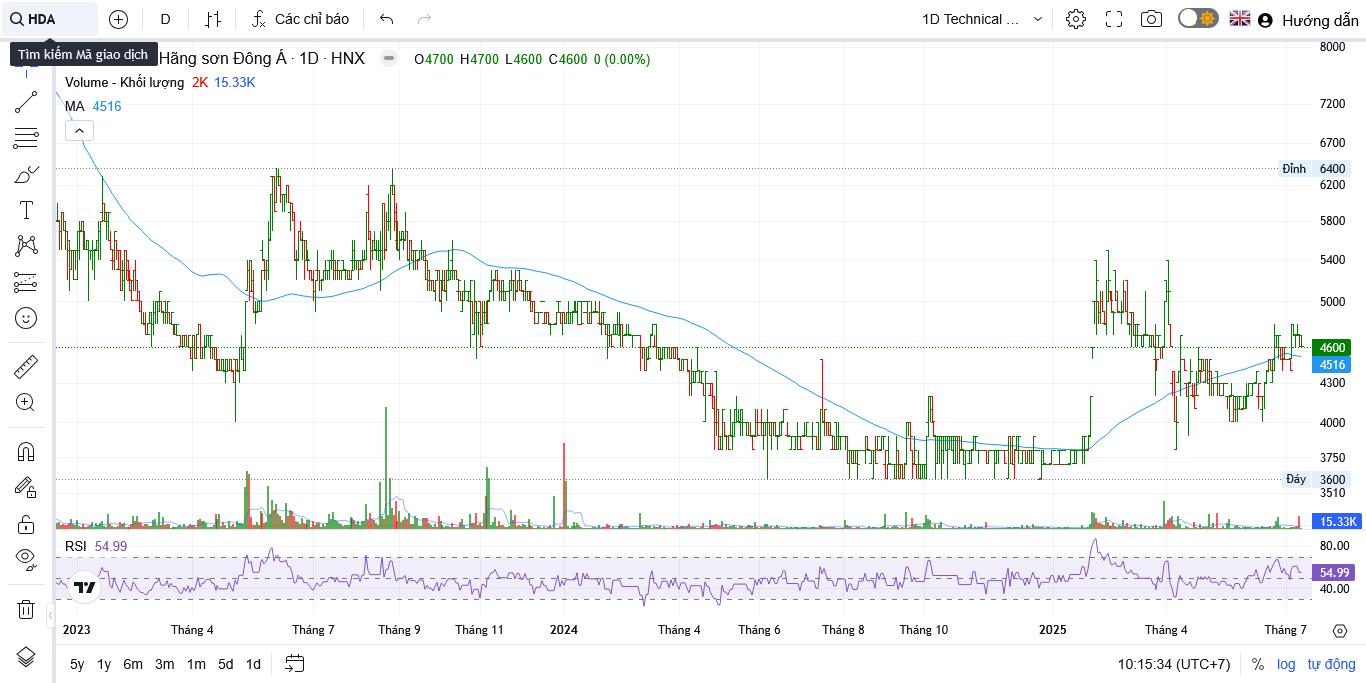 HDA
D
Các chỉ báo
1D Technical ...
Hướng dẫn
Tìm kiếm Mã giao dịch
Hãng sơn Đông Á · 1D · HNX
O4700 H4700 L4600 C4600 0 (0.00%)
Volume - Khối lượng 2K 15.33K
MA 4516
8000
7200
6700
Đỉnh 6400
6200
5800
5400
5000
4600
4516
4300
4000
3750
Đáy 3600
3510
15.33K
RSI 54.99
80.00
54.99
40.00
2023 Tháng 4 Tháng 7 Tháng 9 Tháng 11 2024 Tháng 4 Tháng 6 Tháng 8 Tháng 10 2025 Tháng 4 Tháng 7
5y 1y 6m 3m 1m 5d 1d
10:15:34 (UTC+7) % log tự động